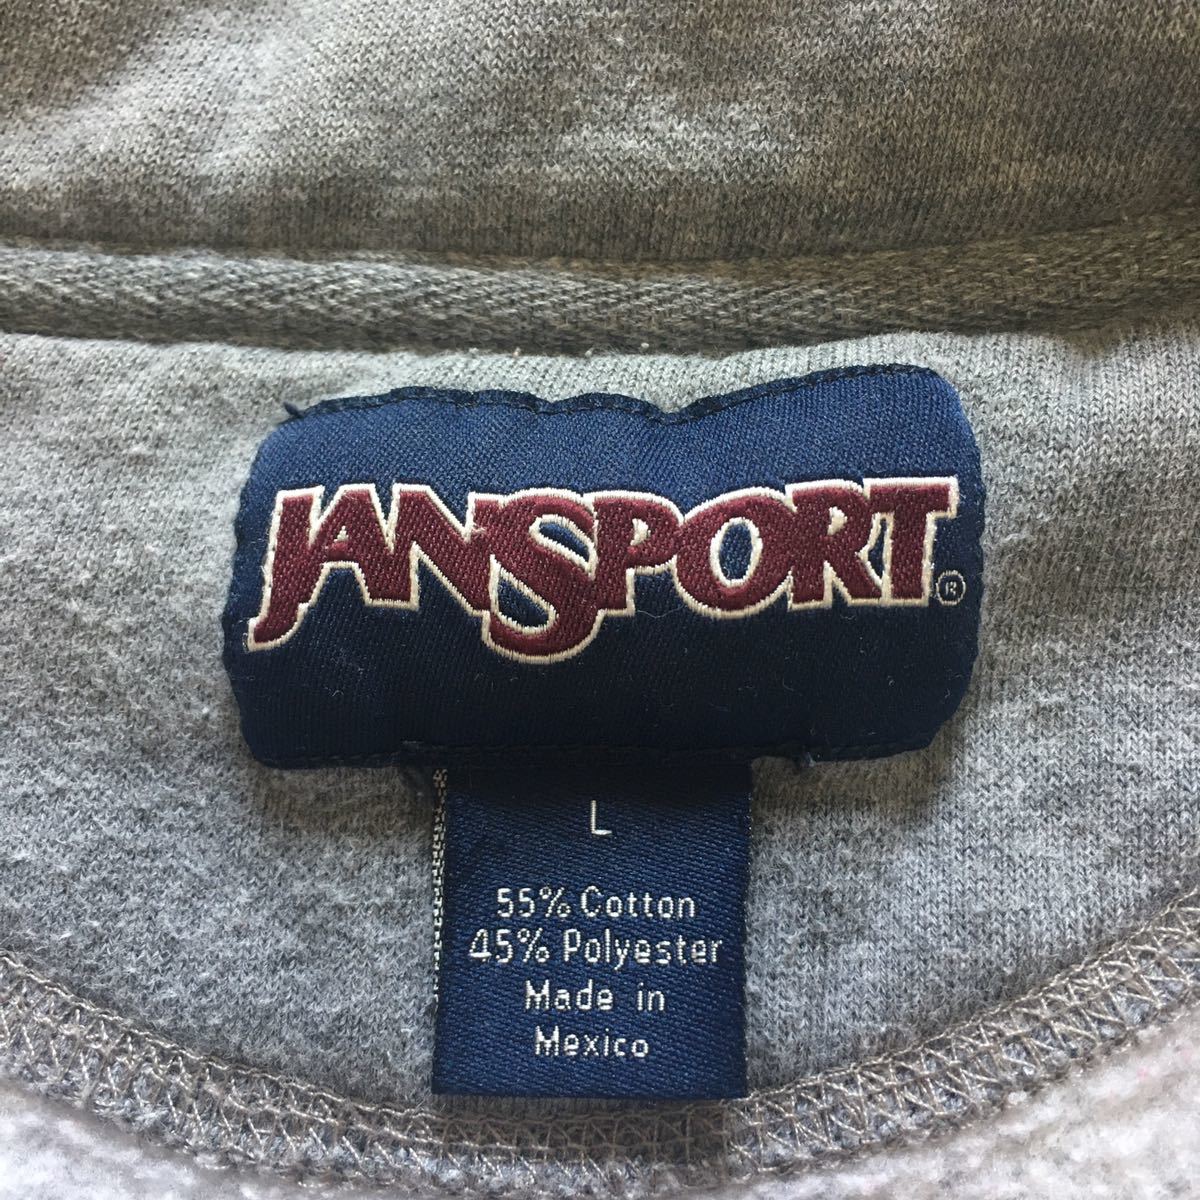 JANSPORT®
L
55% Cotton
45% Polyester
Made in
Mexico